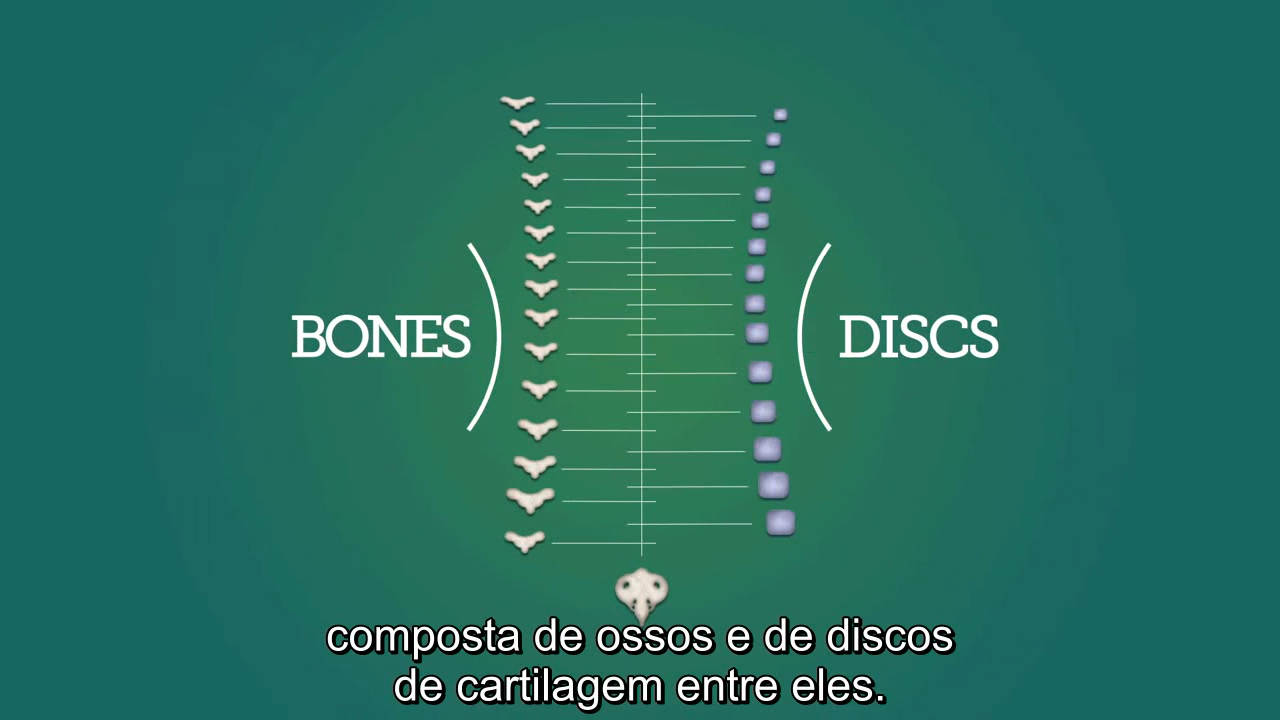 BONES
DISCS
composta de ossos e de discos
de cartilagem entre eles.